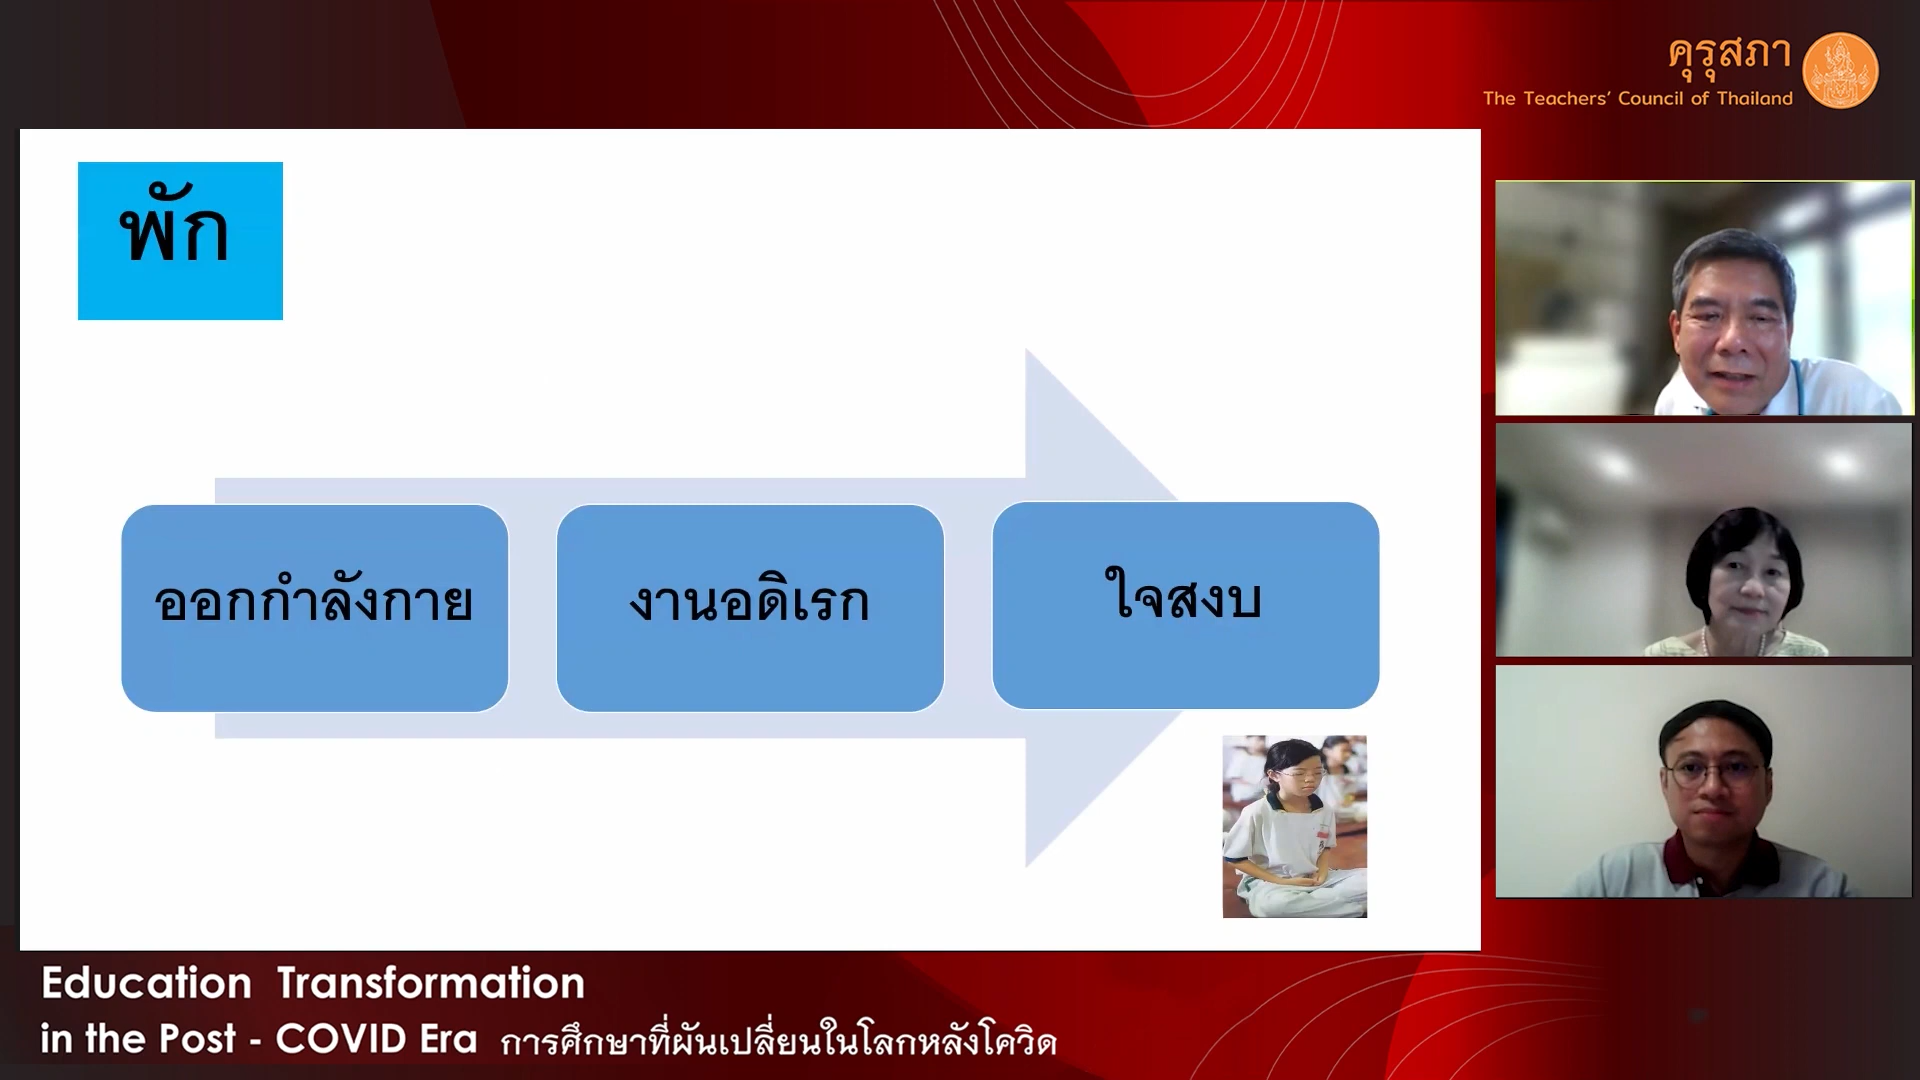 คุรุสภา
The Teachers' Council of Thailand
พัก
ออกกำลังกาย
งานอดิเรก
ใจสงบ
Education Transformation
in the Post - COVID Era การศึกษาที่ผันเปลี่ยนในโลกหลังโควิด